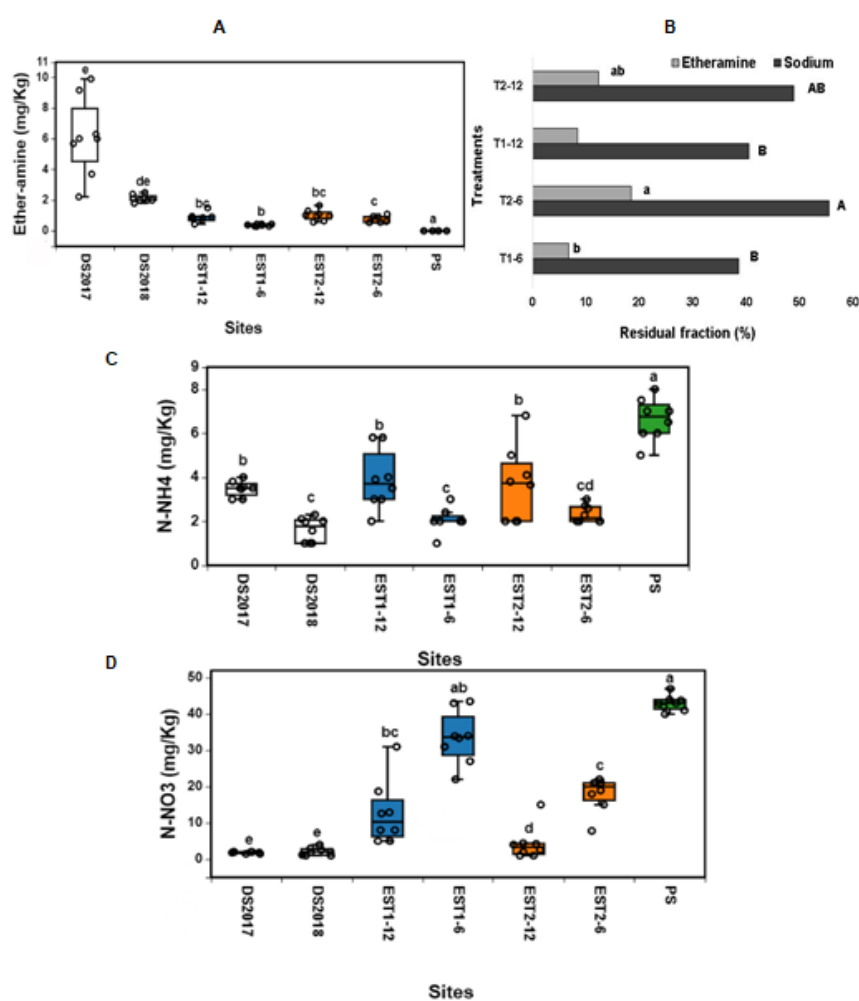 A
Ether-amine (mg/Kg)
11
10
8
6
4
2
0
e
de
bc
b
bc
c
a
DS2017
DS2018
EST1-12
EST1-6
EST2-12
EST2-6
PS
Sites
B
Etheramine Sodium
Treatments
T2-12
ab
AB
T1-12
B
T2-6
a
A
T1-6
b
B
0 10 20 30 40 50 60
Residual fraction (%)
C
N-NH4 (mg/Kg)
9
8
6
4
2
0
b
c
b
c
b
cd
a
DS2017
DS2018
EST1-12
EST1-6
EST2-12
EST2-6
PS
Sites
D
N-NO3 (mg/Kg)
50
40
30
20
10
0
e
e
bc
ab
d
c
a
DS2017
DS2018
EST1-12
EST1-6
EST2-12
EST2-6
PS
Sites